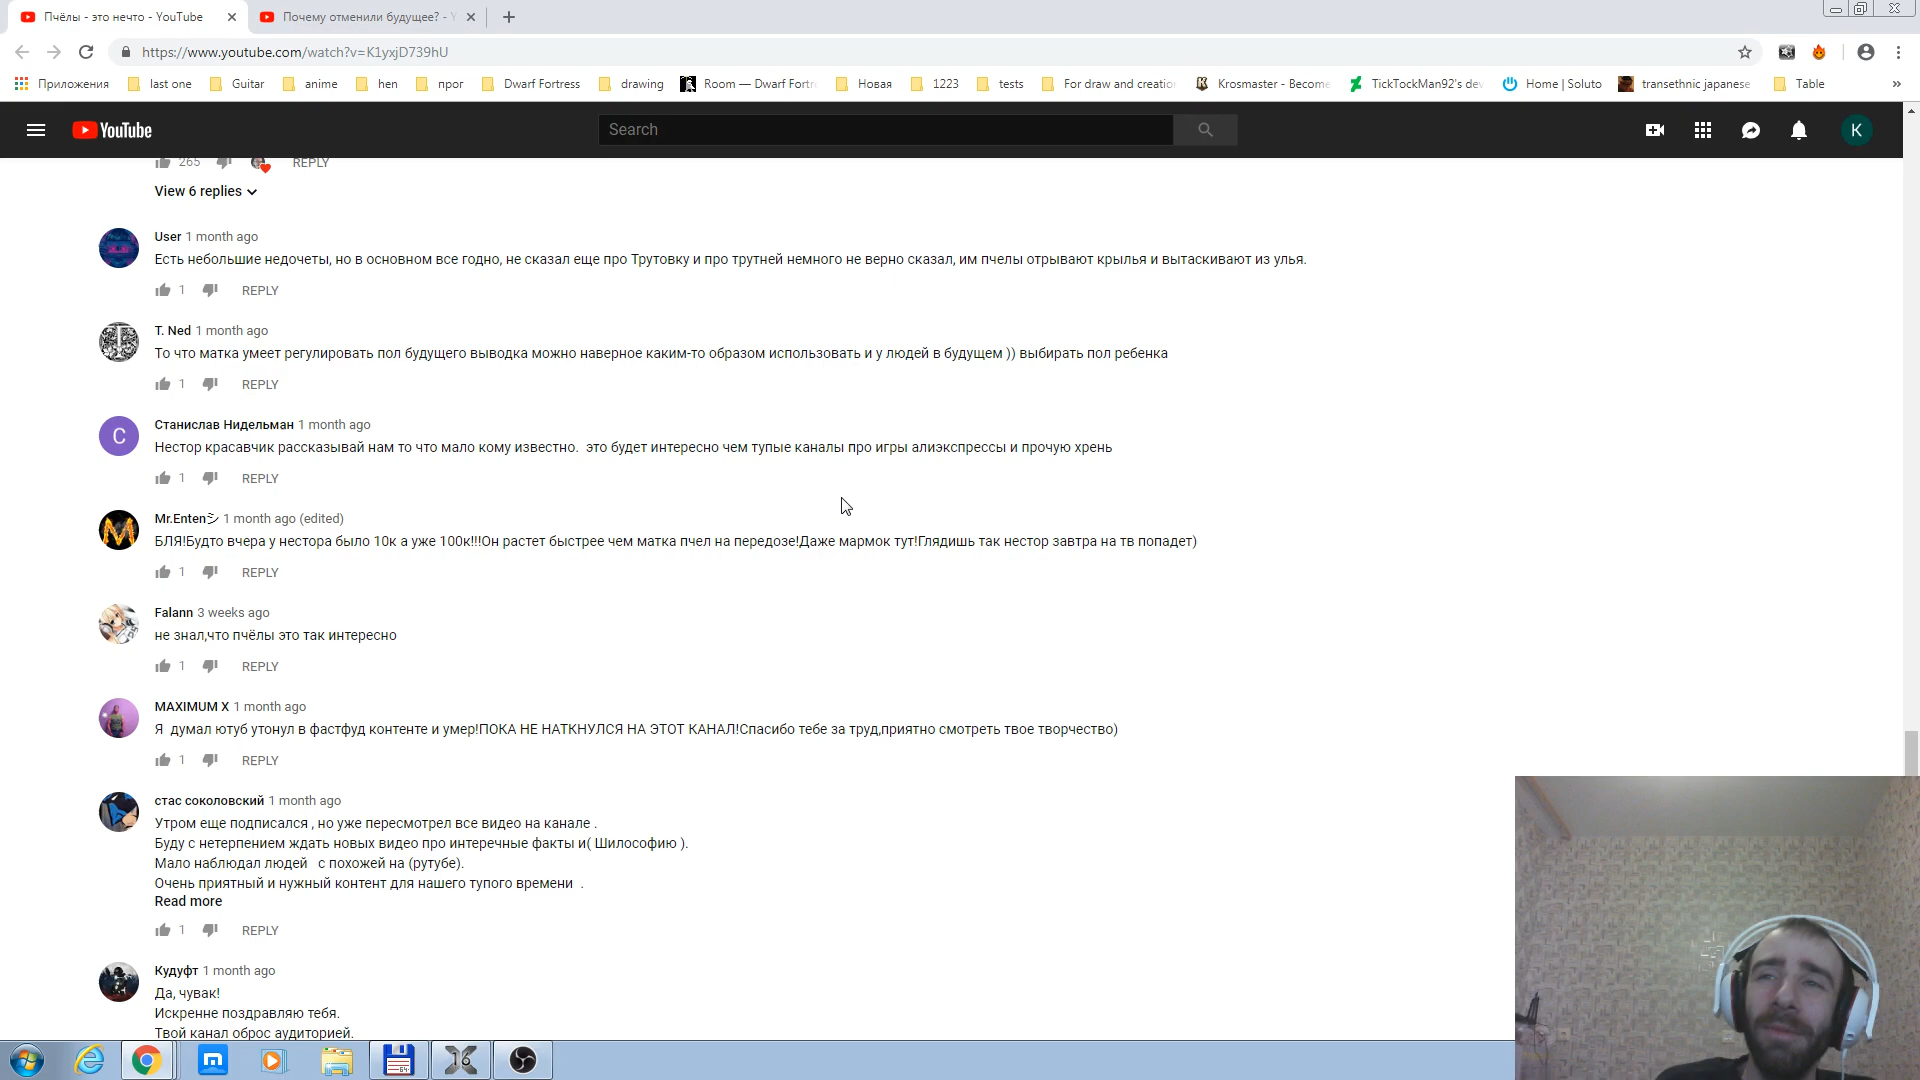 Пчёлы - это нечто - YouTube
Почему отменили будущее? - Y
https://www.youtube.com/watch?v=K1yxjD739hU
Приложения
last one
Guitar
anime
hen
прог
Dwarf Fortress
drawing
Room — Dwarf Fortr
Новая
1223
tests
For draw and creatio
Krosmaster - Become
TickTockMan92's dev
Home | Soluto
transethnic japanese
Table
»
YouTube
Search
K
265
REPLY
View 6 replies
User 1 month ago
Есть небольшие недочеты, но в основном все годно, не сказал еще про Трутовку и про трутней немного не верно сказал, им пчелы отрывают крылья и вытаскивают из улья.
1
REPLY
T. Ned 1 month ago
То что матка умеет регулировать пол будущего выводка можно наверное каким-то образом использовать и у людей в будущем )) выбирать пол ребенка
1
REPLY
С
Станислав Нидельман 1 month ago
Нестор красавчик рассказывай нам то что мало кому известно.  это будет интересно чем тупые каналы про игры алиэкспрессы и прочую хрень
1
REPLY
M
Mr.Entenシ 1 month ago (edited)
БЛЯ!Будто вчера у нестора было 10к а уже 100к!!!Он растет быстрее чем матка пчел на передозе!Даже мармок тут!Глядишь так нестор завтра на тв попадет)
1
REPLY
Falann 3 weeks ago
не знал,что пчёлы это так интересно
1
REPLY
MAXIMUM X 1 month ago
Я  думал ютуб утонул в фастфуд контенте и умер!ПОКА НЕ НАТКНУЛСЯ НА ЭТОТ КАНАЛ!Спасибо тебе за труд,приятно смотреть твое творчество)
1
REPLY
стас соколовский 1 month ago
Утром еще подписался , но уже пересмотрел все видео на канале .
Буду с нетерпением ждать новых видео про интеречные факты и( Шилософию ).
Мало наблюдал людей   с похожей на (рутубе).
Очень приятный и нужный контент для нашего тупого времени  .
Read more
1
REPLY
Кудуфт 1 month ago
Да, чувак!
Искренне поздравляю тебя.
Твой канал оброс аудиторией.
64